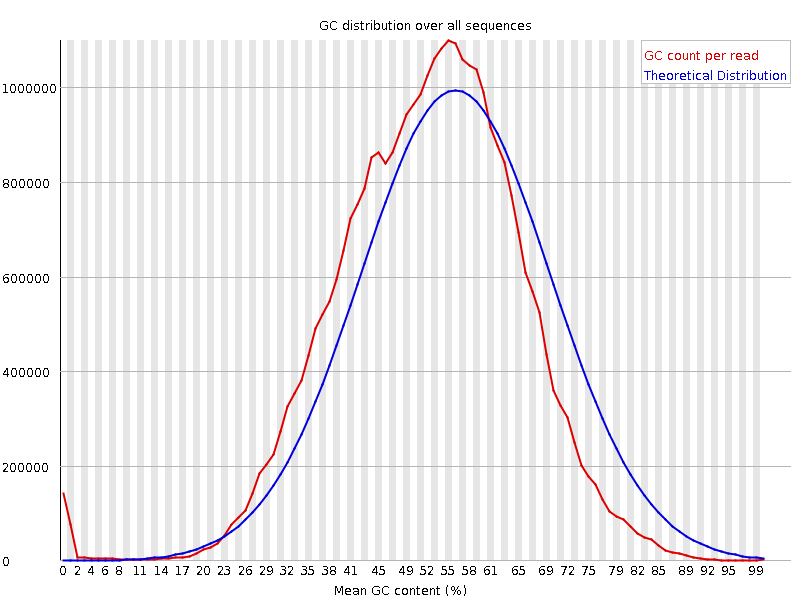 GC distribution over all sequences
GC count per read
Theoretical Distribution
1000000
800000
600000
400000
200000
0
0 2 4 6 8 11 14 17 20 23 26 29 32 35 38 41 45 49 52 55 58 61 65 69 72 75 79 82 85 89 92 95 99
Mean GC content (%)